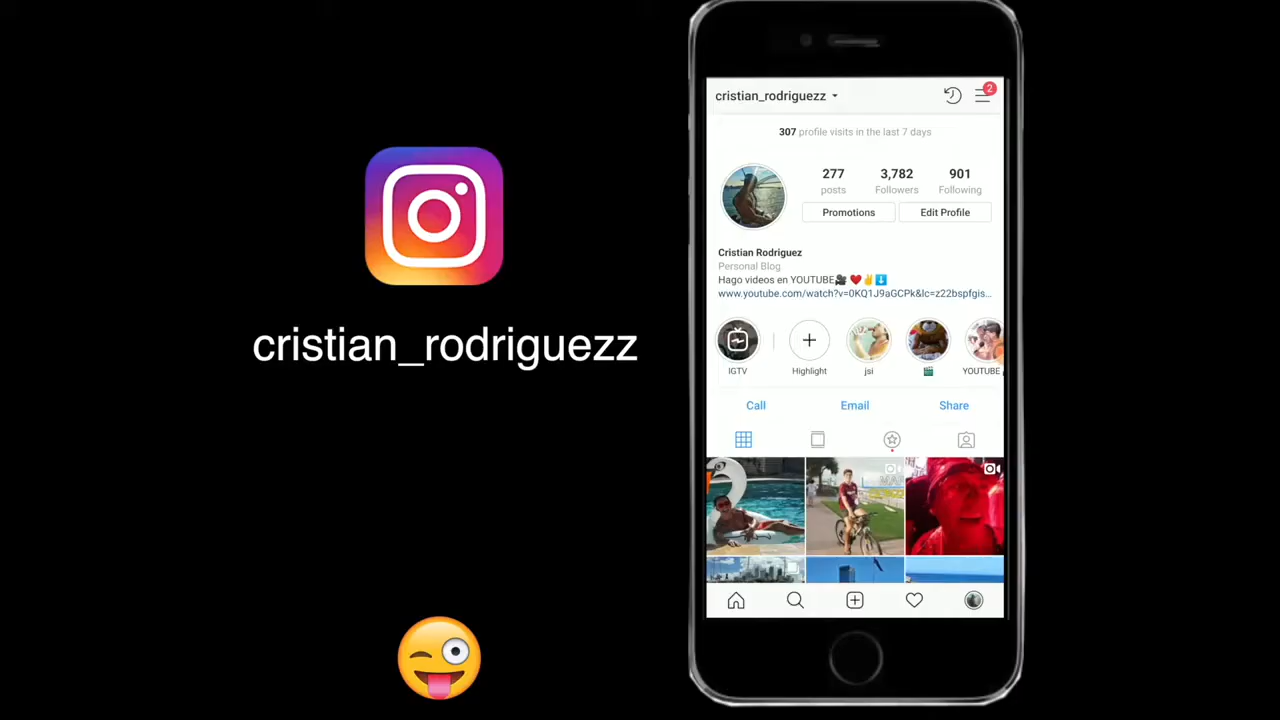 cristian_rodriguezz
cristian_rodriguezz
2
307 profile visits in the last 7 days
277 3,782 901
posts Followers Following
Promotions Edit Profile
Cristian Rodriguez
Personal Blog
Hago videos en YOUTUBE🎥 ❤️✌️⬇️
www.youtube.com/watch?v=0KQ1J9aGCPk&lc=z22bspfgis…
IGTV Highlight jsi 🎬 YOUTUBE
Call Email Share